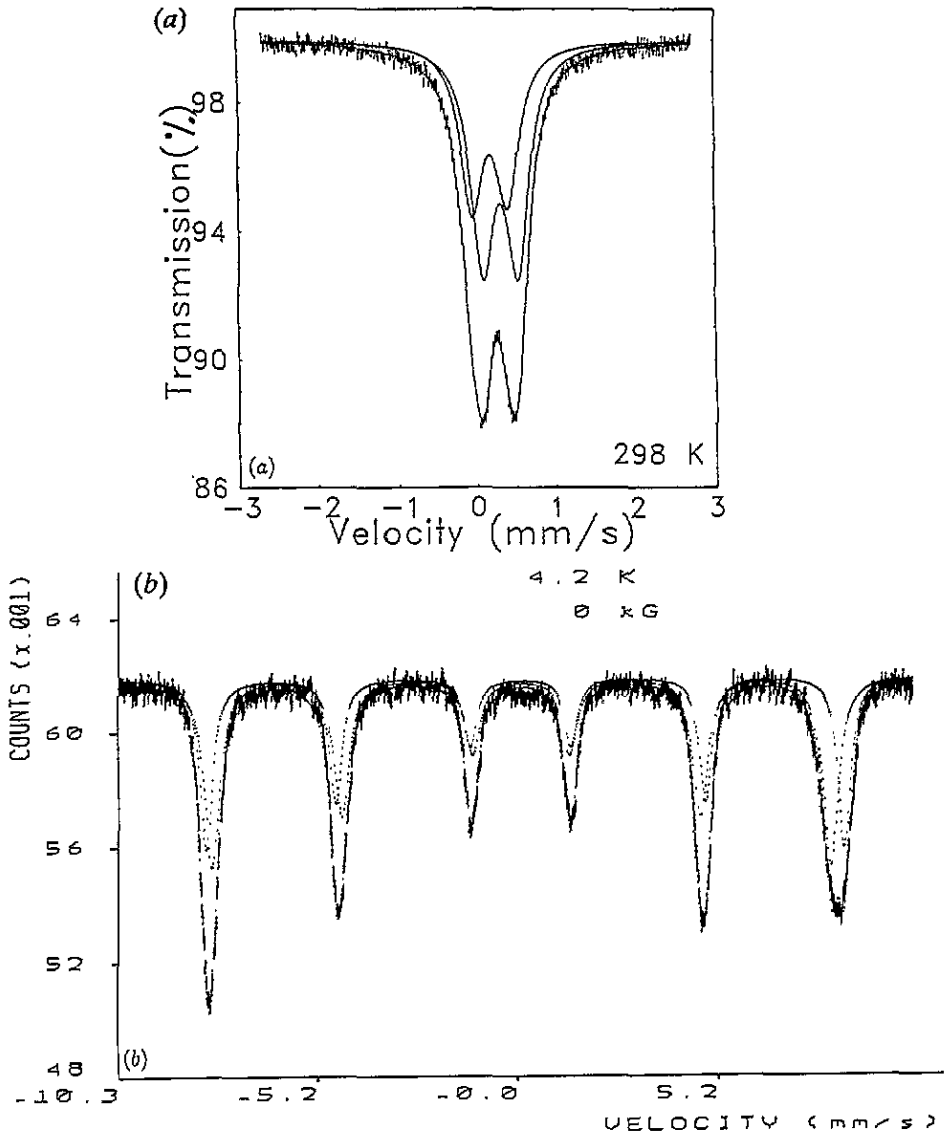 (a)
Transmission(%)
98
94
90
86
(a)
298 K
-3 -2 -1 0 1 2 3
Velocity (mm/s)
(b)
4.2 K
0 kG
COUNTS (x.001)
64
60
56
52
48
(b)
-10.3 -5.2 -0.0 5.2
VELOCITY (mm/s)